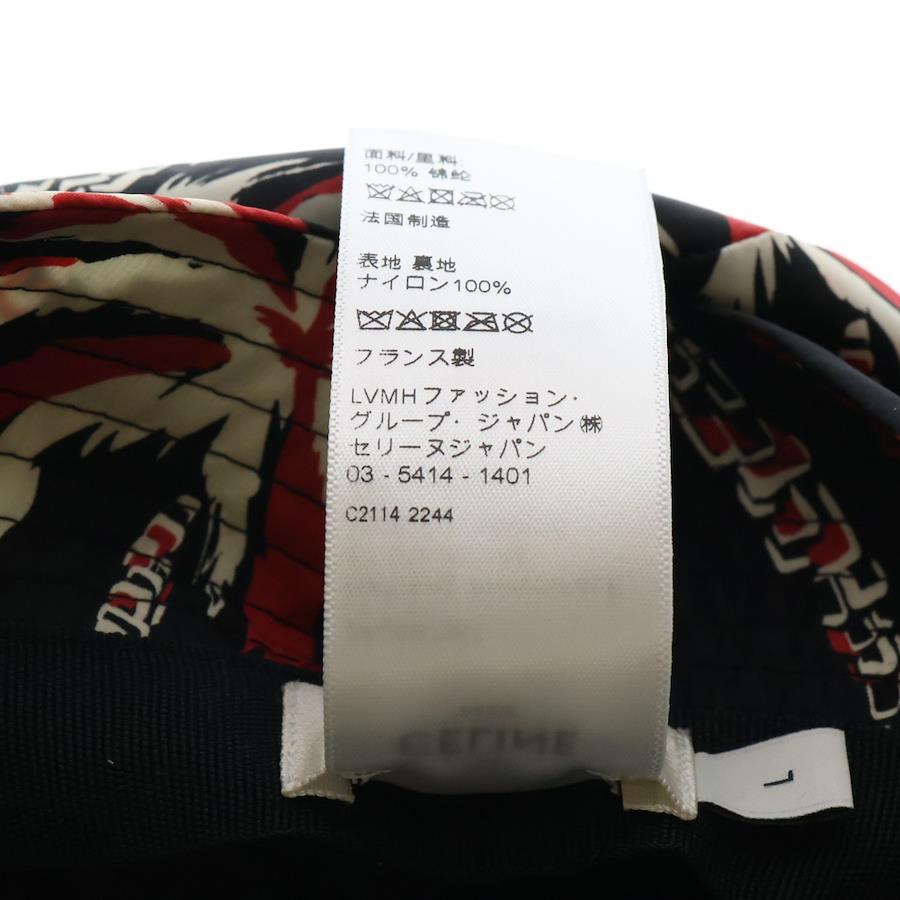 面料/里料:
100% 锦纶
法国制造
表地 裏地
ナイロン100%
フランス製
LVMHファッション・
グループ・ジャパン㈱
セリーヌジャパン
03 - 5414 - 1401
C2114 2244
CELINE
L